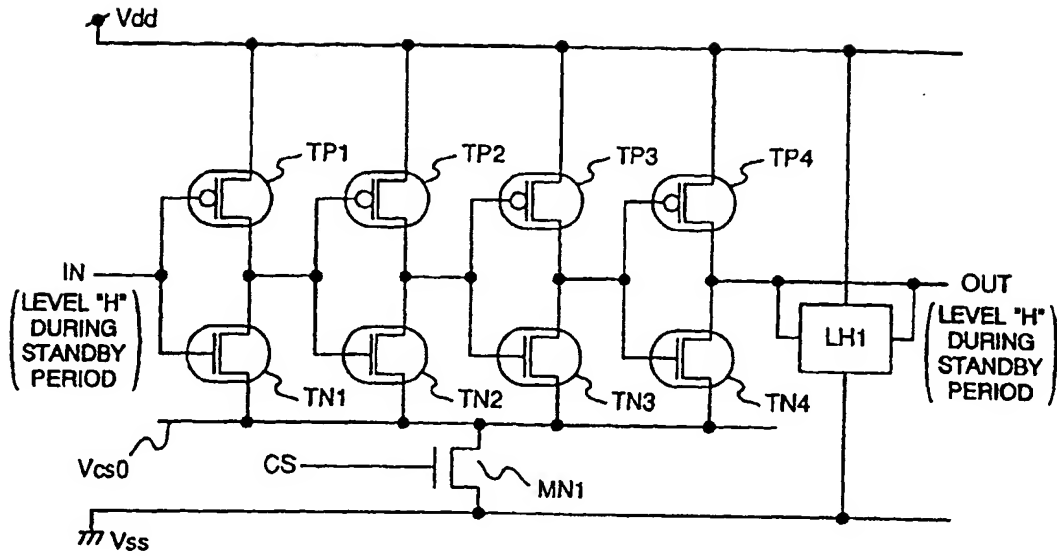 Vdd
TP1
TP2
TP3
TP4
IN
(LEVEL "H"
DURING
STANDBY
PERIOD)
OUT
(LEVEL "H"
DURING
STANDBY
PERIOD)
LH1
TN1
TN2
TN3
TN4
Vcs0
CS
MN1
Vss